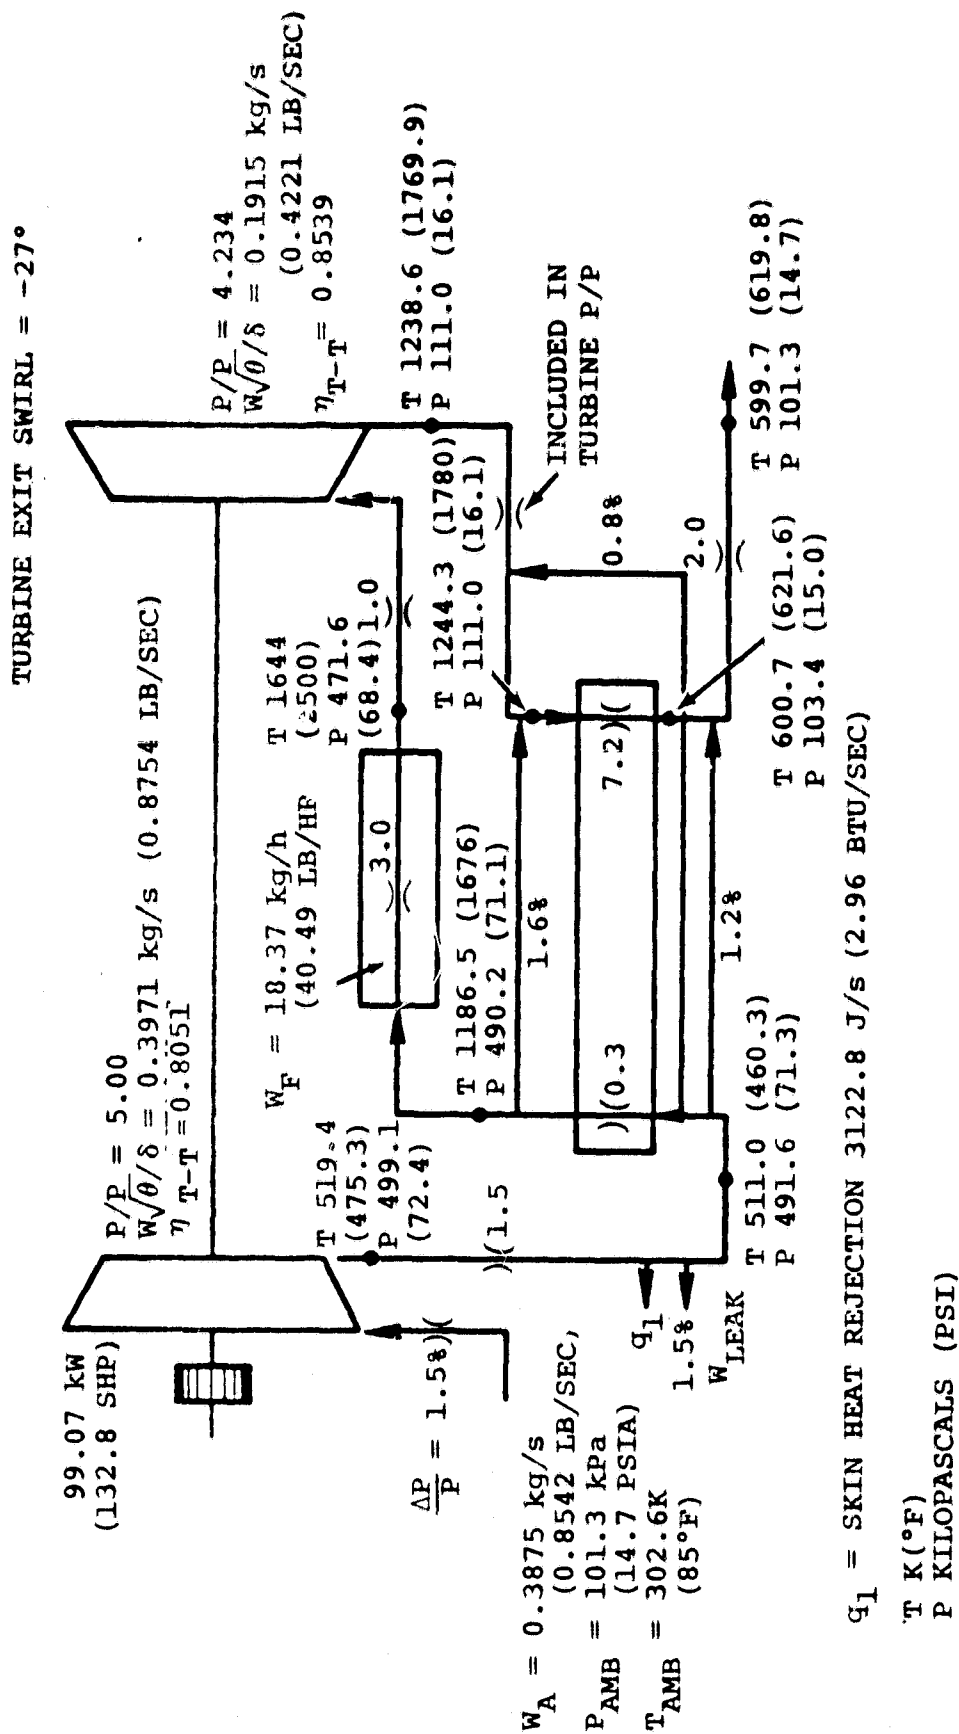 TURBINE EXIT SWIRL = -27°
99.07 kW
(132.8 SHP)
P/P = 5.00
W√θ/δ = 0.3971 kg/s (0.8754 LB/SEC)
η T-T = 0.8051
P/P = 4.234
W√θ/δ = 0.1915 kg/s
(0.4221 LB/SEC)
ηT-T = 0.8539
ΔP/P = 1.5%
WA = 0.3875 kg/s
(0.8542 LB/SEC,
PAMB = 101.3 kPa
(14.7 PSIA)
TAMB = 302.6K
(85°F)
T 519.4
(475.3)
P 499.1
(72.4)
1.5
q1
1.5%
WLEAK
WF = 18.37 kg/h
(40.49 LB/HR
3.0
T 1644
(2500)
P 471.6
(68.4)
1.0
T 1238.6 (1769.9)
P 111.0 (16.1)
T 1186.5 (1676)
P 490.2 (71.1)
T 1244.3 (1780)
P 111.0 (16.1)
INCLUDED IN
TURBINE P/P
1.6%
0.8%
0.3
7.2
2.0
1.2%
T 511.0 (460.3)
P 491.6 (71.3)
T 600.7 (621.6)
P 103.4 (15.0)
T 599.7 (619.8)
P 101.3 (14.7)
q1 = SKIN HEAT REJECTION 3122.8 J/s (2.96 BTU/SEC)
T K(°F)
P KILOPASCALS (PSI)